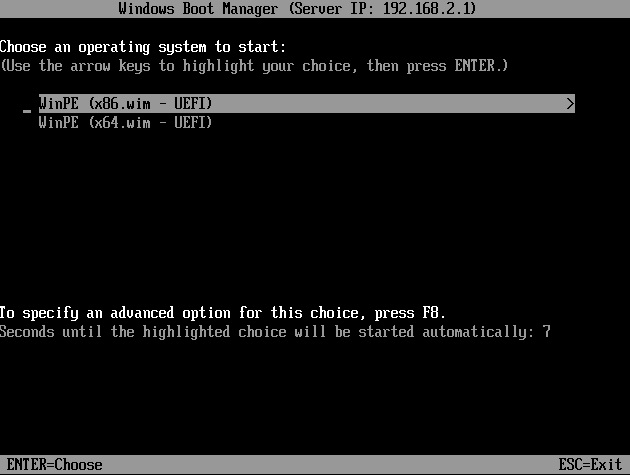 Windows Boot Manager (Server IP: 192.168.2.1)
Choose an operating system to start:
(Use the arrow keys to highlight your choice, then press ENTER.)
WinPE (x86.wim - UEFI) >
WinPE (x64.wim - UEFI)
To specify an advanced option for this choice, press F8.
Seconds until the highlighted choice will be started automatically: 7
ENTER=Choose ESC=Exit